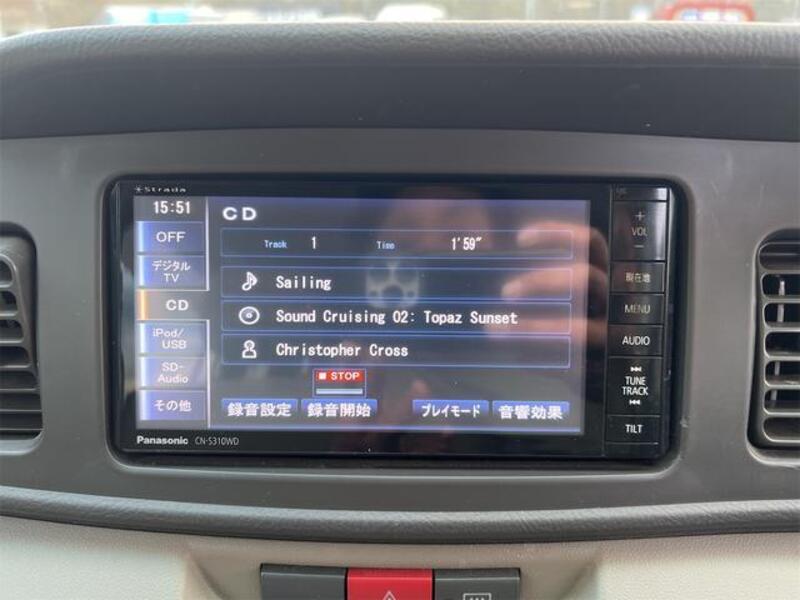 Strada
15:51
OFF
デジタル
TV
CD
iPod/
USB
SD-
Audio
その他
CD
Track 1 Time 1'59"
Sailing
Sound Cruising 02: Topaz Sunset
Christopher Cross
STOP
録音設定 録音開始 プレイモード 音響効果
Panasonic CN-S310WD
+
VOL
−
現在地
MENU
AUDIO
TUNE
TRACK
TILT